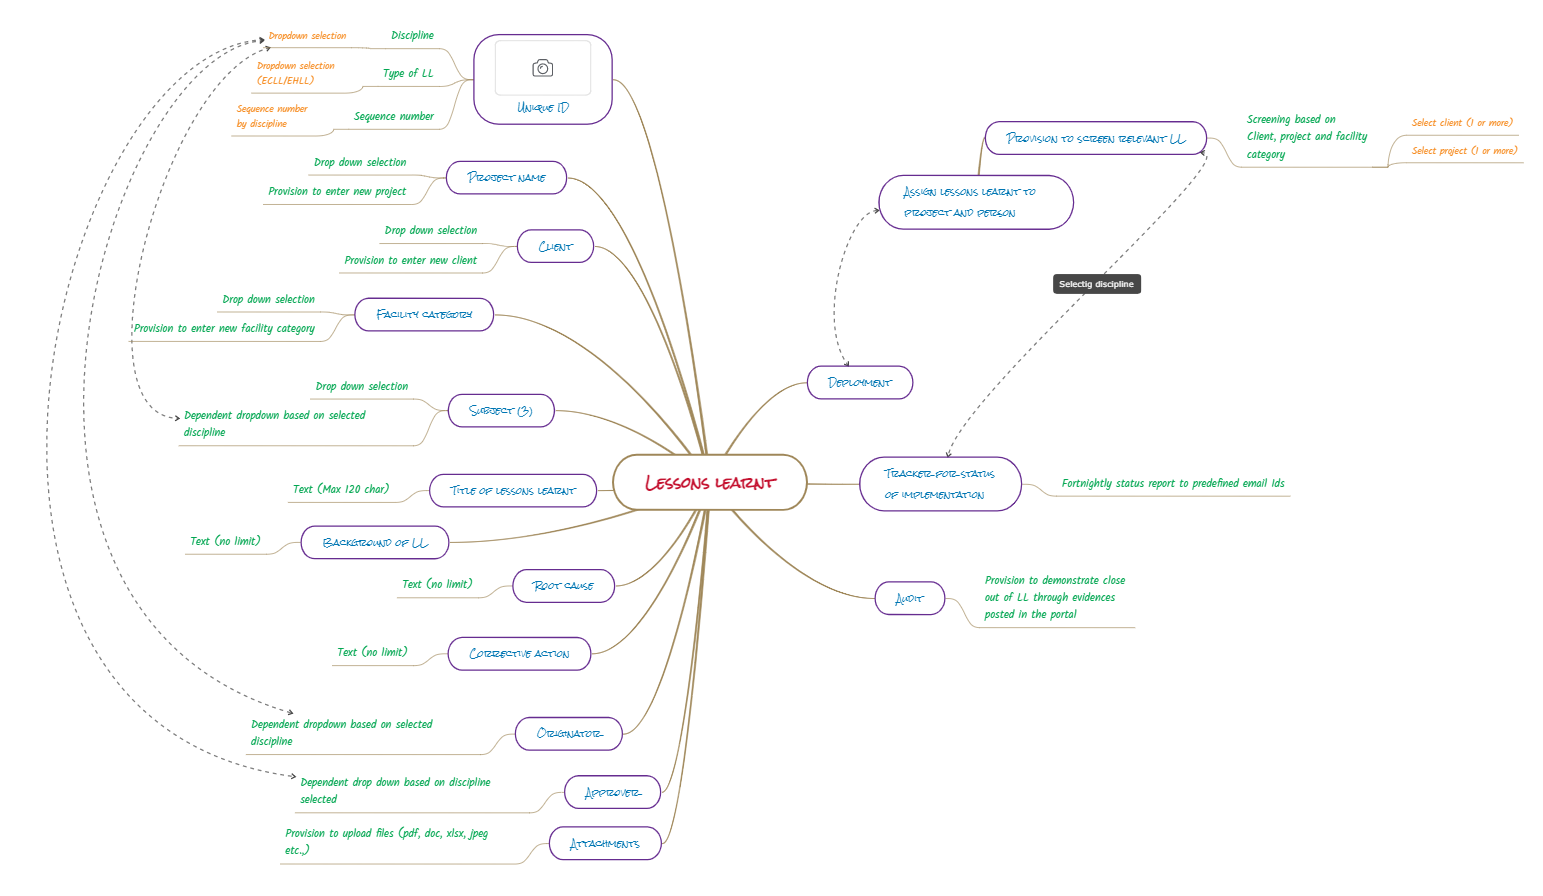 Dropdown selection
Discipline
Dropdown selection
(ECLL/EHLL)
Type of LL
Sequence number
by discipline
Sequence number
Unique ID
Drop down selection
Provision to enter new project
Project name
Drop down selection
Provision to enter new client
Client
Drop down selection
Provision to enter new facility category
Facility category
Drop down selection
Dependent dropdown based on selected
discipline
Subject (3)
Text (Max 120 char)
Title of lessons learnt
Text (no limit)
Background of LL
Text (no limit)
Root cause
Text (no limit)
Corrective action
Dependent dropdown based on selected
discipline
Originator
Dependent drop down based on discipline
selected
Approver
Provision to upload files (pdf, doc, xlsx, jpeg
etc.,)
Attachments
Lessons learnt
Provision to screen relevant LL
Screening based on
Client, project and facility
category
Select client (1 or more)
Select project (1 or more)
Assign lessons learnt to
project and person
Selectig discipline
Deployment
Tracker for status
of implementation
Fortnightly status report to predefined email Ids
Audit
Provision to demonstrate close
out of LL through evidences
posted in the portal